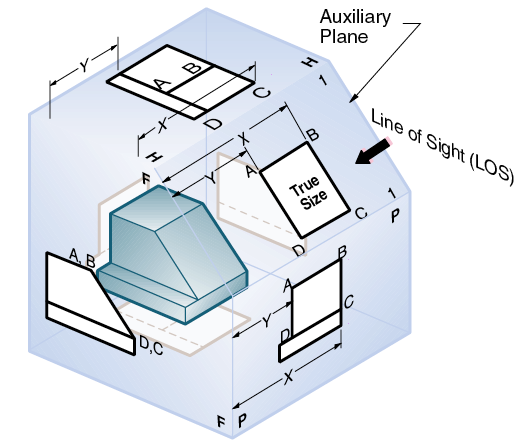 Auxiliary
Plane
Y
B
A
H
1
C
X
D
Line of Sight (LOS)
X
H
B
Y
F
A
True
Size
C
1
P
D
A, B
B
A
C
Y
D
D,C
X
F
P